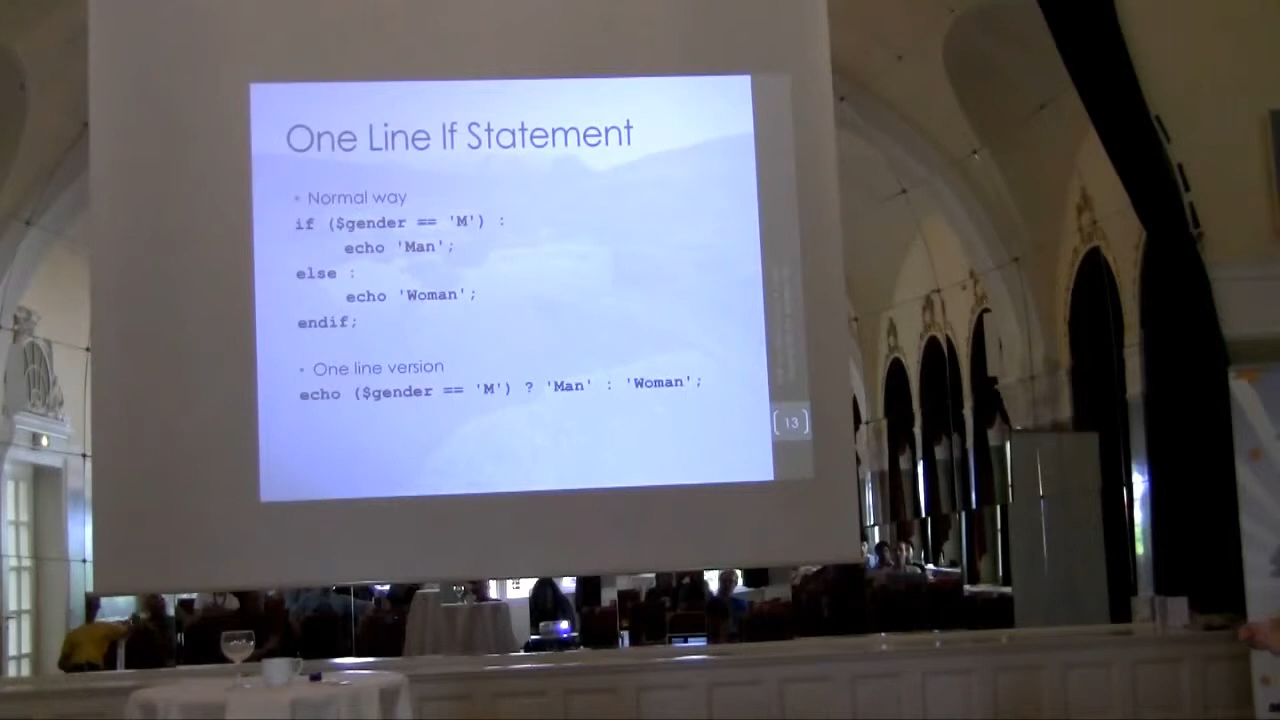 One Line If Statement
• Normal way
if ($gender == 'M') :
echo 'Man';
else :
echo 'Woman';
endif;
• One line version
echo ($gender == 'M') ? 'Man' : 'Woman';
[ 13 ]